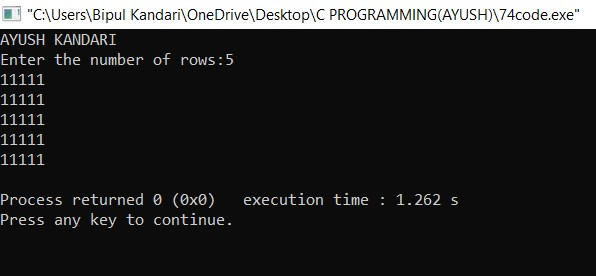 "C:\Users\Bipul Kandari\OneDrive\Desktop\C PROGRAMMING(AYUSH)\74code.exe"
AYUSH KANDARI
Enter the number of rows:5
11111
11111
11111
11111
11111
Process returned 0 (0x0)   execution time : 1.262 s
Press any key to continue.